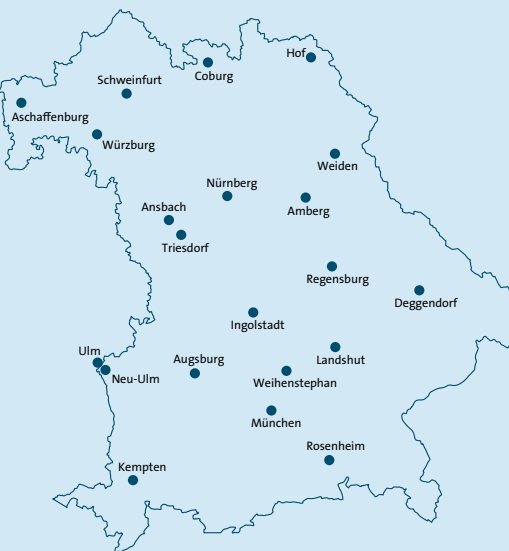 Hof
Coburg
Schweinfurt
Aschaffenburg
Würzburg
Weiden
Nürnberg
Ansbach
Amberg
Triesdorf
Regensburg
Deggendorf
Ingolstadt
Ulm
Augsburg
Landshut
Neu-Ulm
Weihenstephan
München
Rosenheim
Kempten